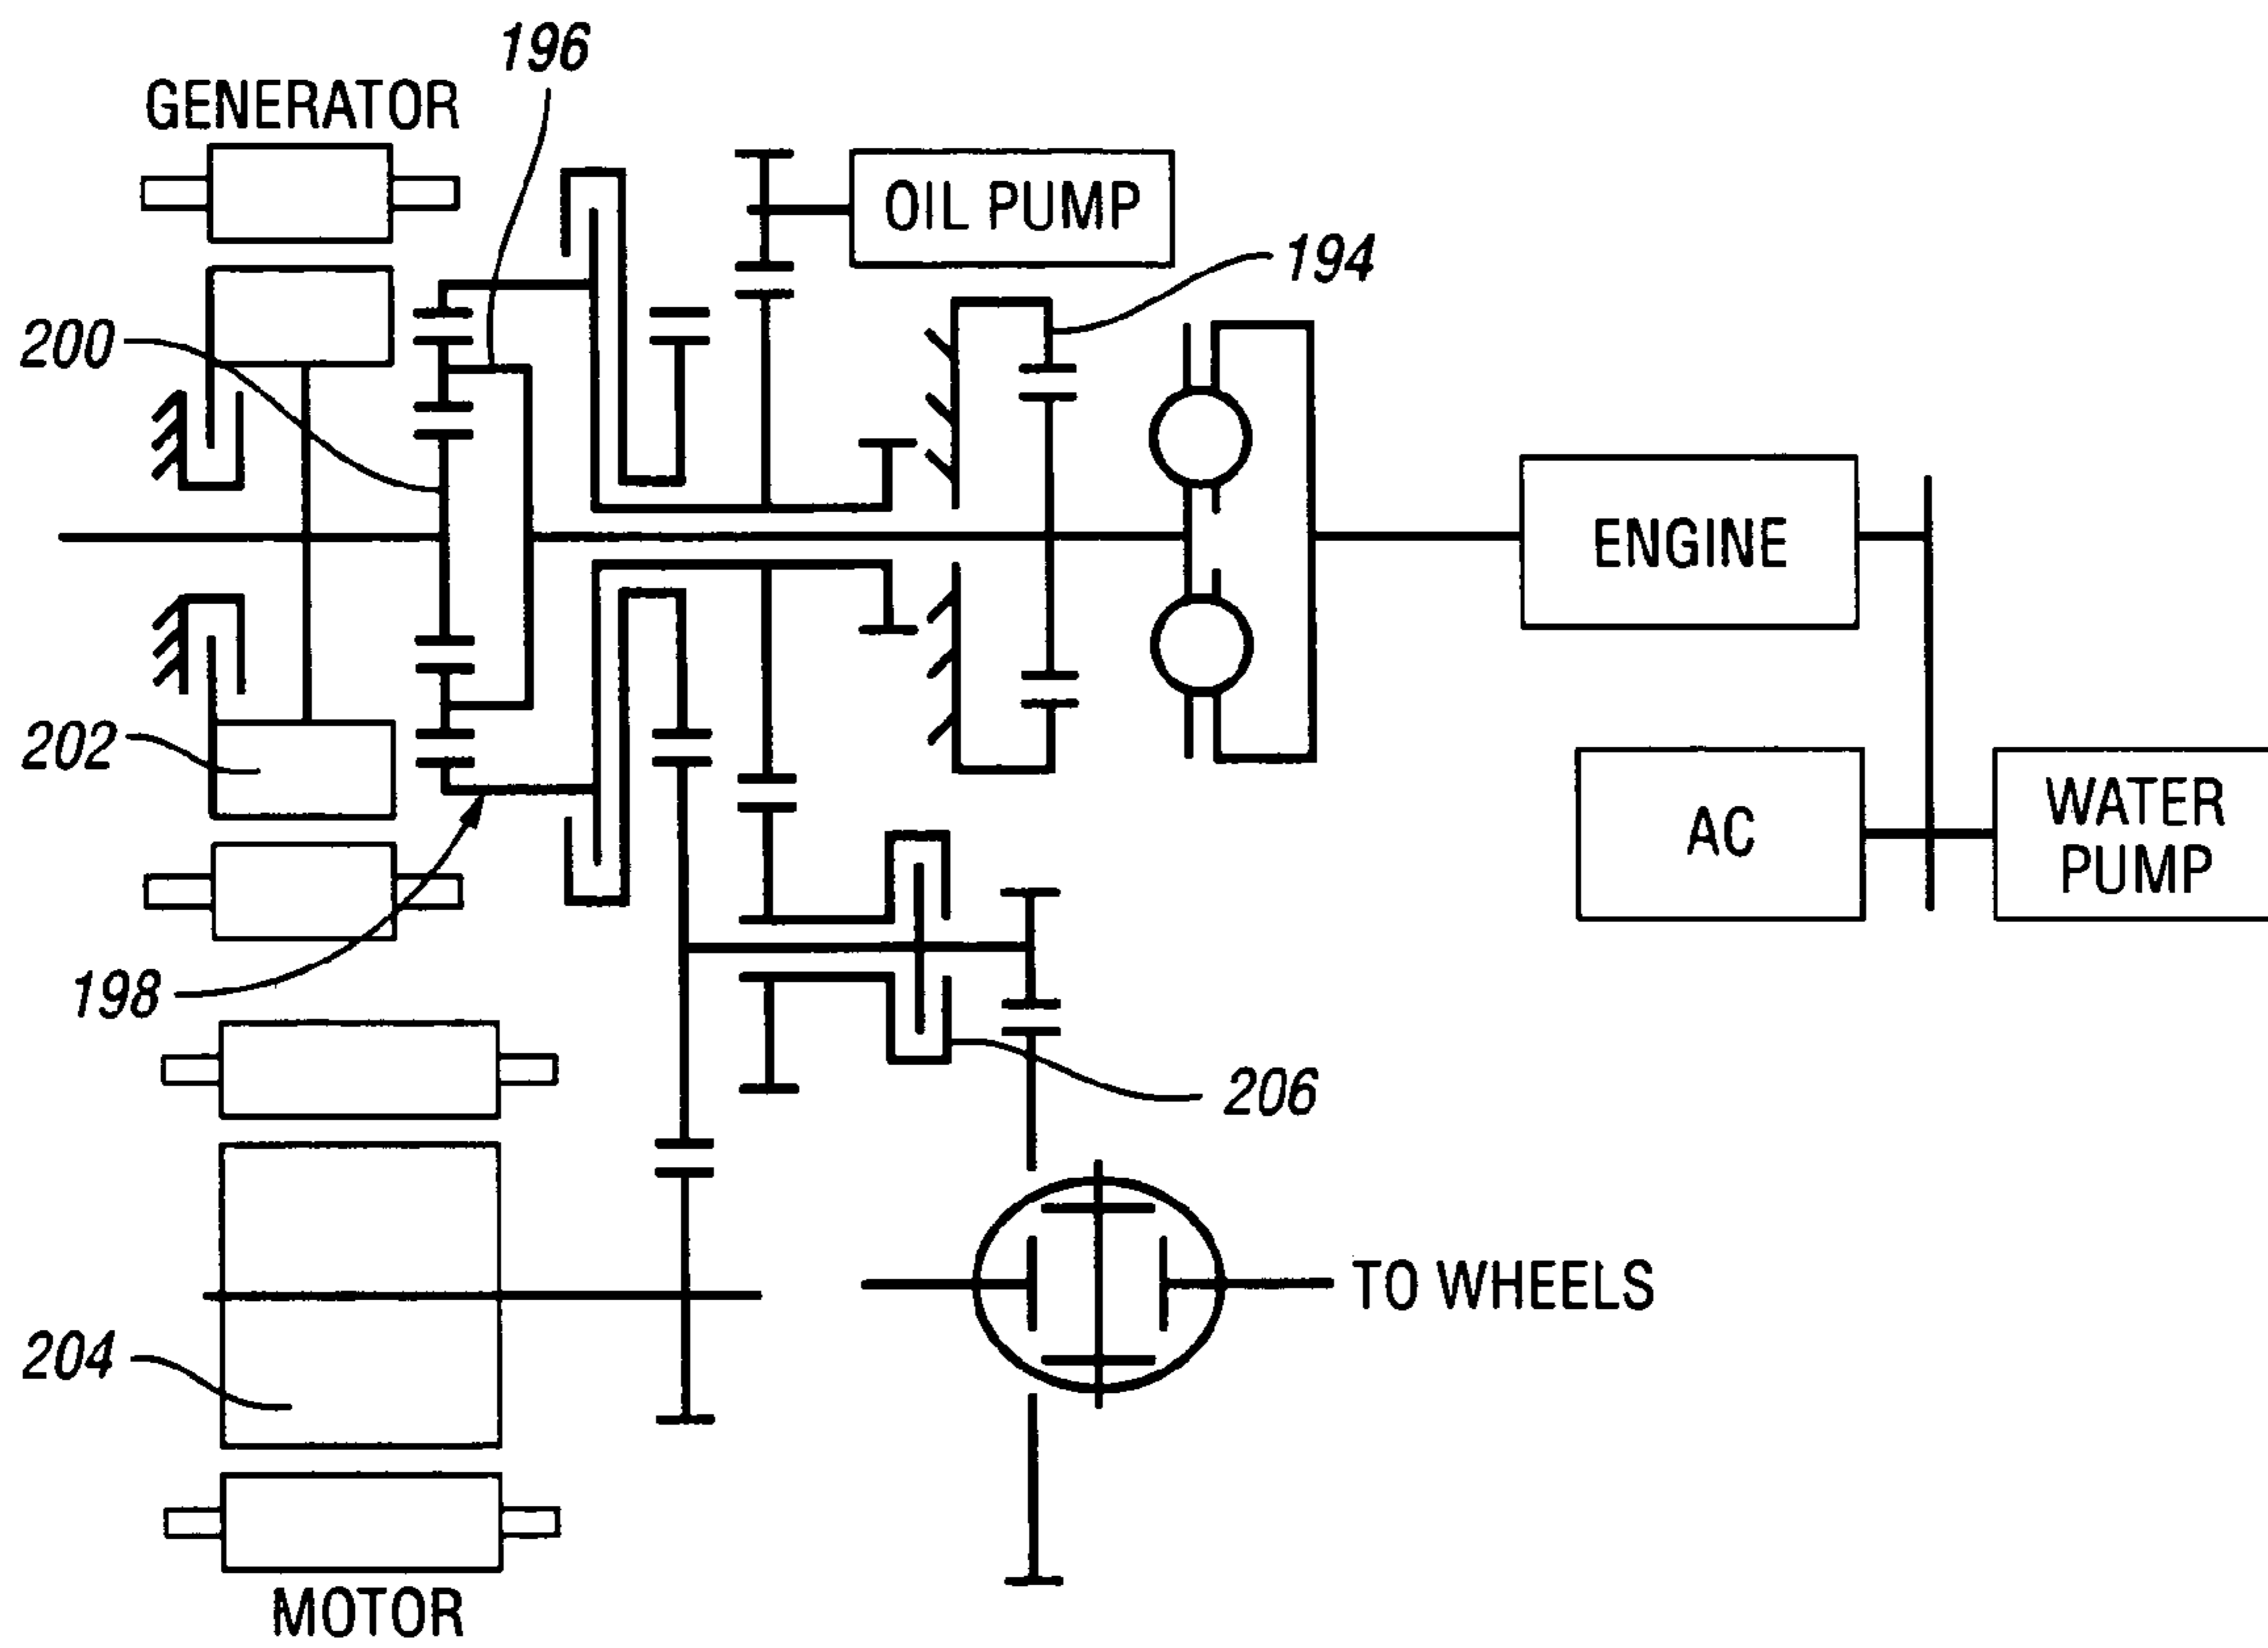 196
GENERATOR
OIL PUMP
194
200
ENGINE
202
AC
WATER
PUMP
198
206
TO WHEELS
204
MOTOR